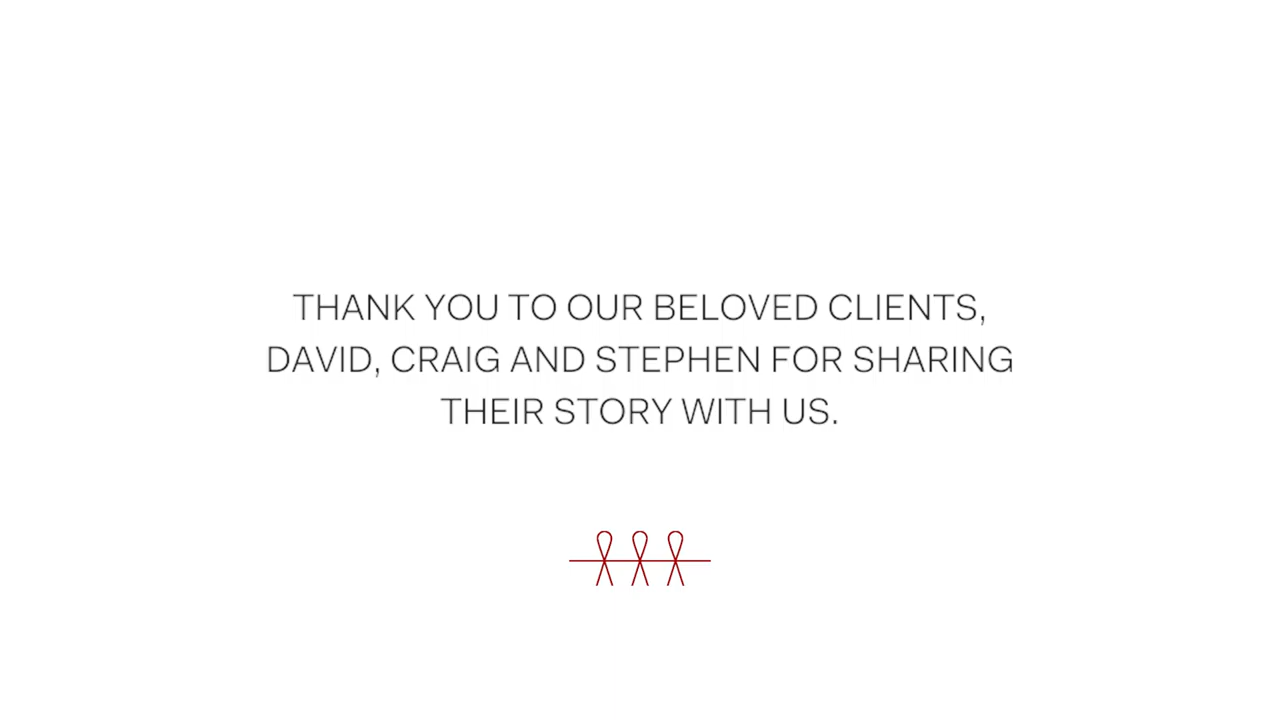 THANK YOU TO OUR BELOVED CLIENTS,
DAVID, CRAIG AND STEPHEN FOR SHARING
THEIR STORY WITH US.